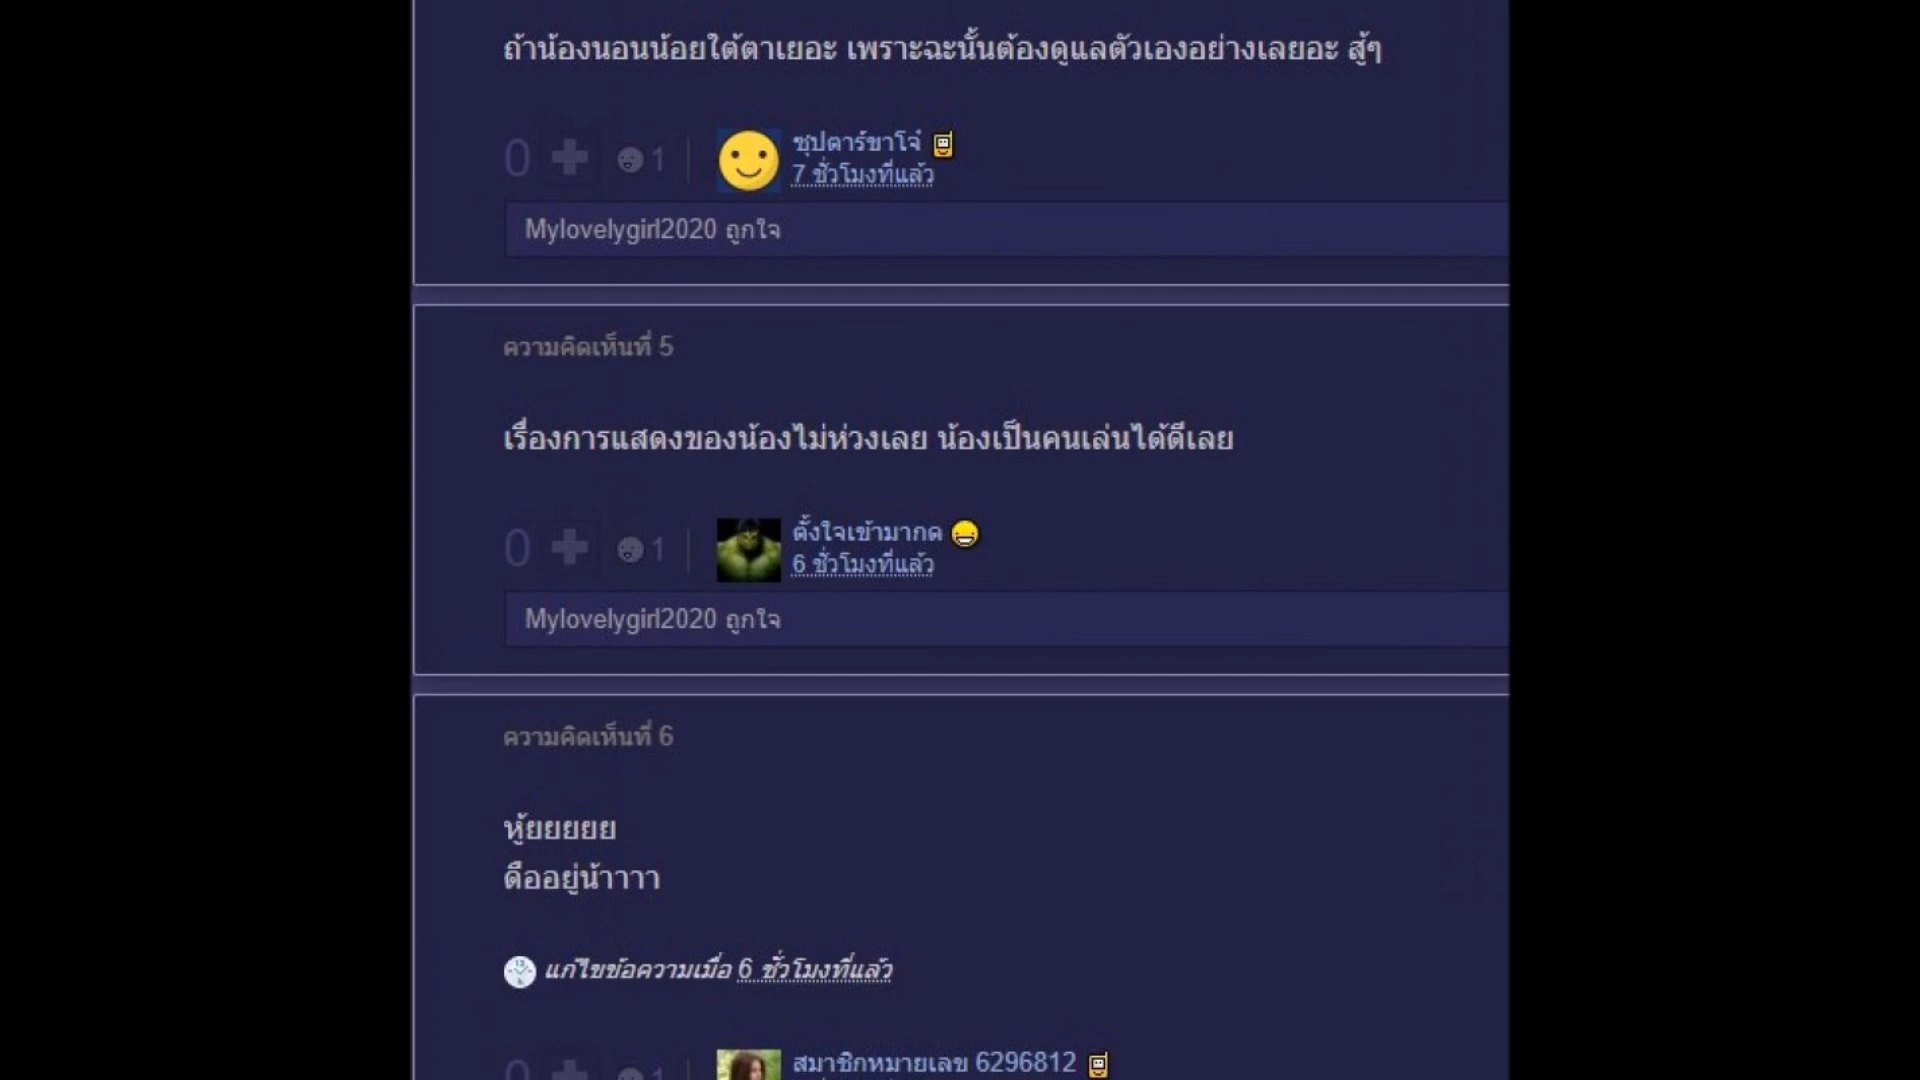 ถ้าน้องนอนน้อยใต้ตาเยอะ เพราะฉะนั้นต้องดูแลตัวเองอย่างเลยอะ สู้ๆ
0 1
ซุปตาร์ขาโจ๋
7 ชั่วโมงที่แล้ว
Mylovelygirl2020 ถูกใจ
ความคิดเห็นที่ 5
เรื่องการแสดงของน้องไม่ห่วงเลย น้องเป็นคนเล่นได้ดีเลย
0 1
ตั้งใจเข้ามากด
6 ชั่วโมงที่แล้ว
Mylovelygirl2020 ถูกใจ
ความคิดเห็นที่ 6
หู้ยยยยย
ดีออยู่น้าาาา
แก้ไขข้อความเมื่อ 6 ชั่วโมงที่แล้ว
0 1
สมาชิกหมายเลข 6296812